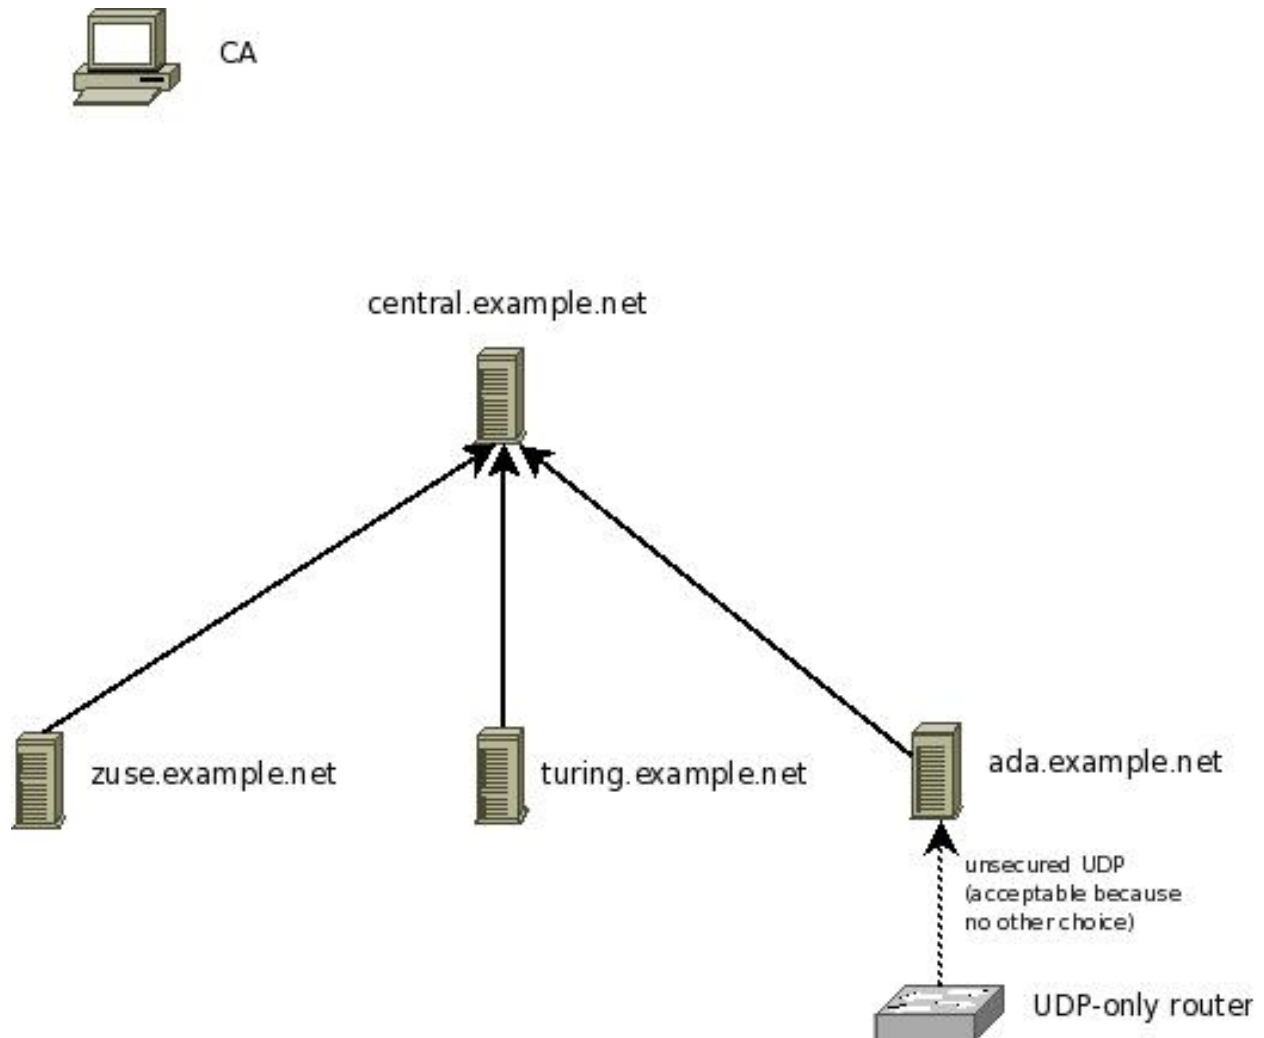 CA
central.example.net
zuse.example.net
turing.example.net
ada.example.net
unsecured UDP
(acceptable because
no other choice)
UDP-only router